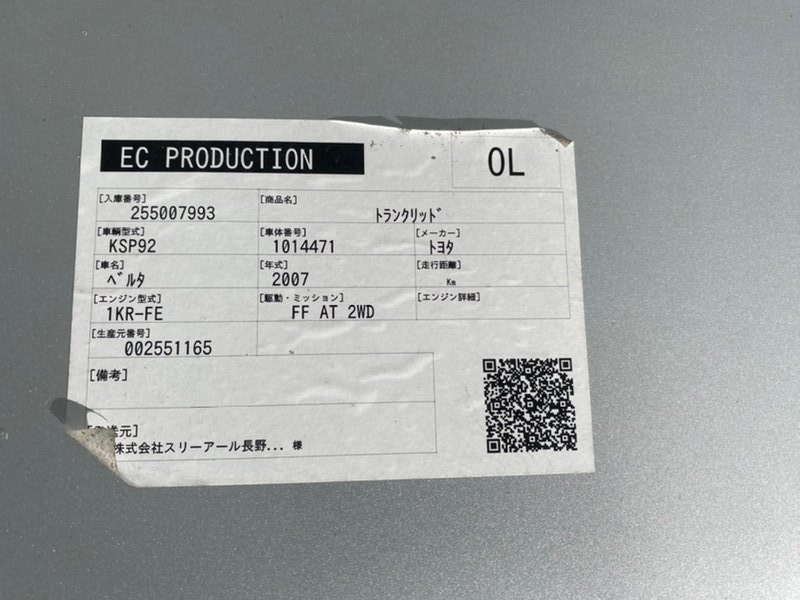 EC PRODUCTION
OL
[入庫番号]
255007993
[商品名]
ﾄﾗﾝｸﾘｯﾄﾞ
[車輌型式]
KSP92
[車体番号]
1014471
[メーカー]
ﾄﾖﾀ
[車名]
ﾍﾞﾙﾀ
[年式]
2007
[走行距離]
Km
[エンジン型式]
1KR-FE
[駆動・ミッション]
FF AT 2WD
[エンジン詳細]
[生産元番号]
002551165
[備考]
送元]
株式会社スリーアール長野... 様